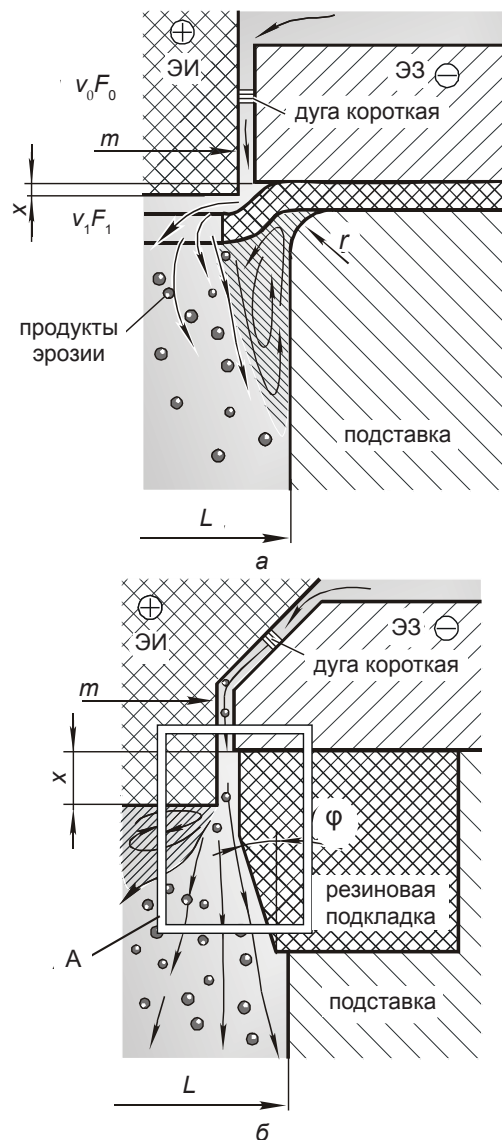 ЭИ
ЭЗ
v₀F₀
дуга короткая
m
x
v₁F₁
r
продукты
эрозии
подставка
L
а
ЭИ
ЭЗ
дуга короткая
m
x
φ
резиновая
подкладка
А
подставка
L
б